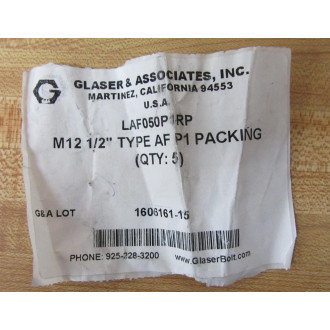 G
GLASER & ASSOCIATES, INC.
MARTINEZ, CALIFORNIA 94553
U.S.A.
LAF050P1RP
M12 1/2" TYPE AF P1 PACKING
(QTY: 5)
G&A LOT 1606161-15
PHONE: 925-328-3200 www.GlaserBolt.com